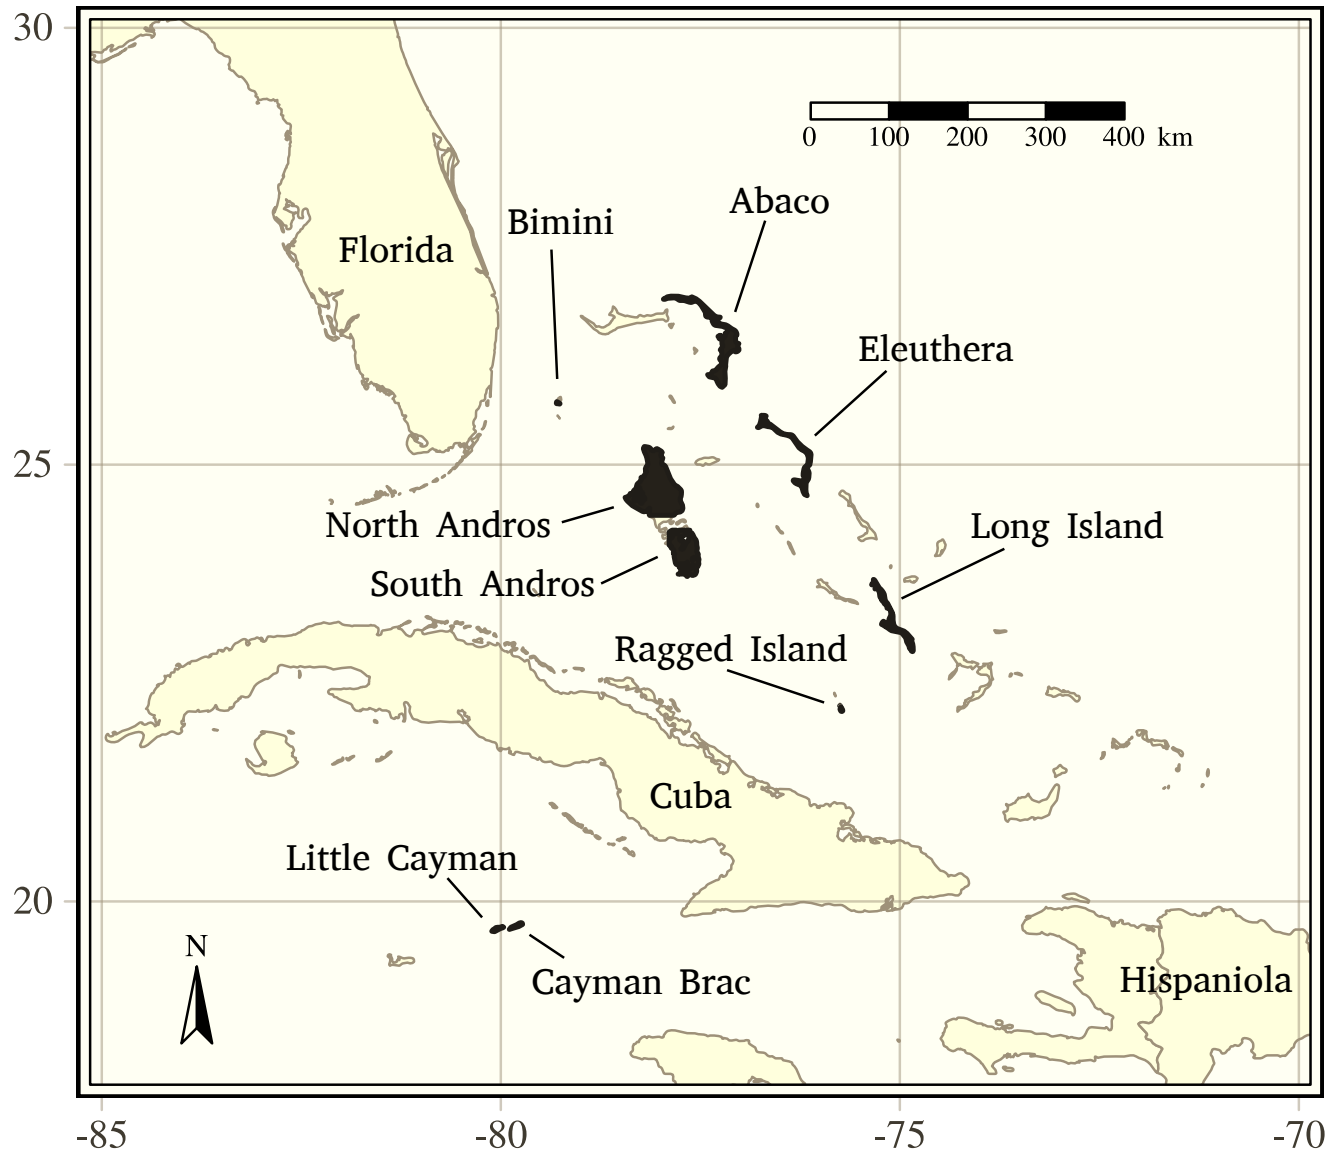 30
0 100 200 300 400 km
Abaco
Bimini
Florida
Eleuthera
25
North Andros
Long Island
South Andros
Ragged Island
Cuba
Little Cayman
20
N
Cayman Brac
Hispaniola
-85 -80 -75 -70